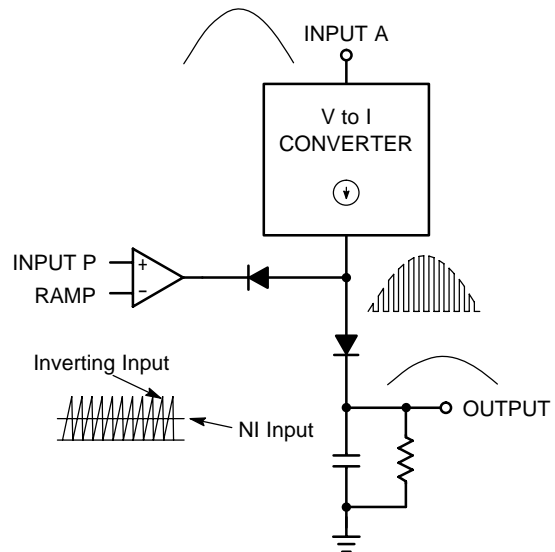 INPUT A
V to I
CONVERTER
INPUT P
+
RAMP
−
Inverting Input
NI Input
OUTPUT